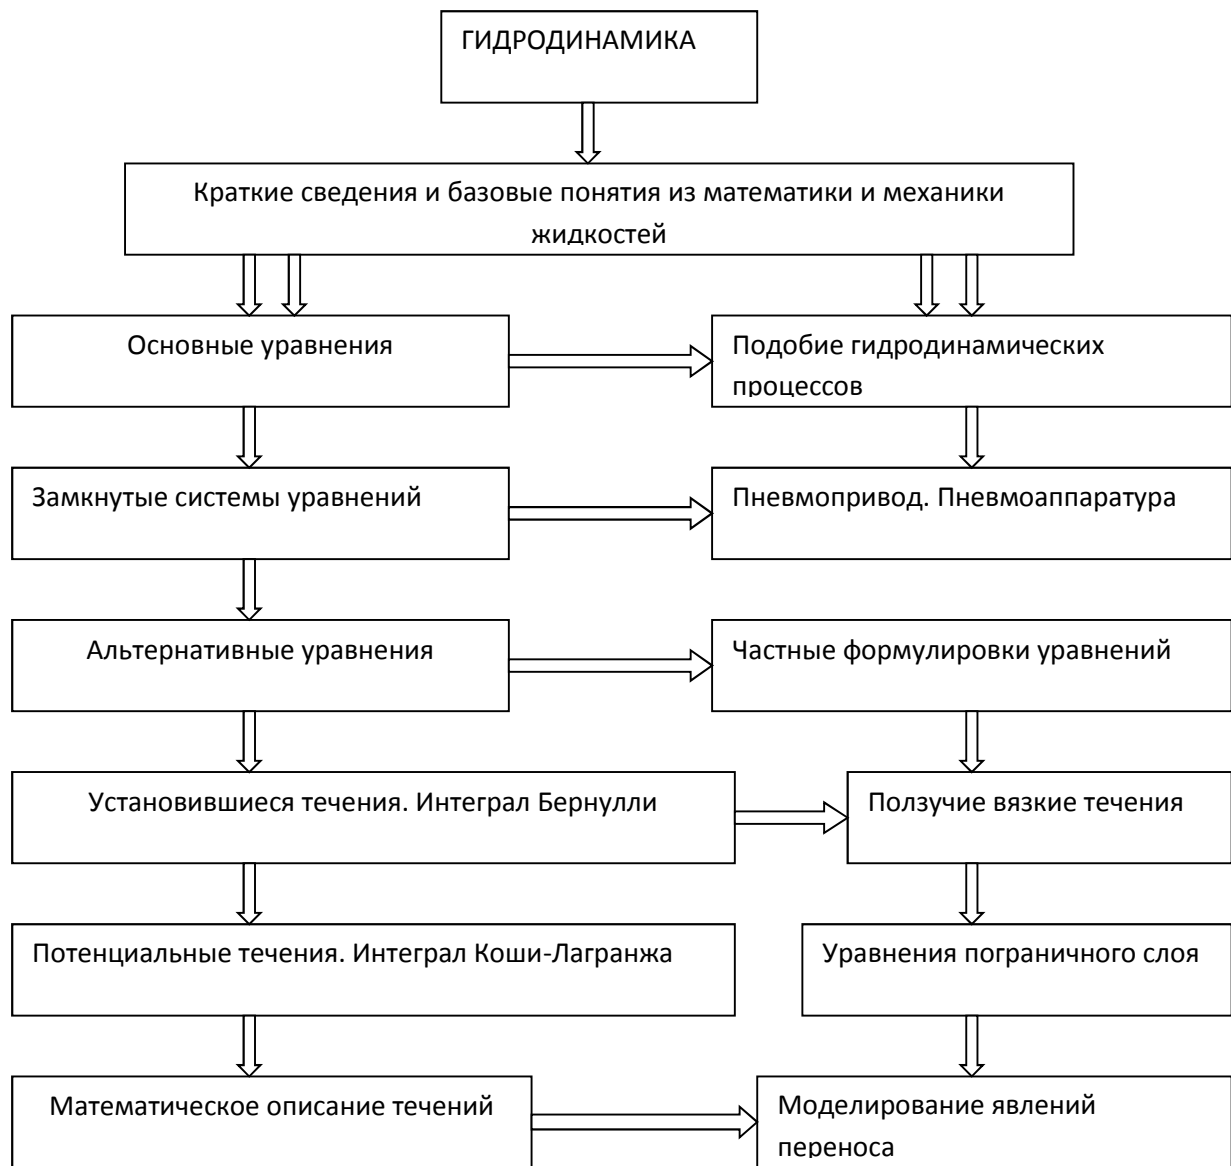 ГИДРОДИНАМИКА
Краткие сведения и базовые понятия из математики и механики
жидкостей
Основные уравнения
Подобие гидродинамических
процессов
Замкнутые системы уравнений
Пневмопривод. Пневмоаппаратура
Альтернативные уравнения
Частные формулировки уравнений
Установившиеся течения. Интеграл Бернулли
Ползучие вязкие течения
Потенциальные течения. Интеграл Коши-Лагранжа
Уравнения пограничного слоя
Математическое описание течений
Моделирование явлений
переноса